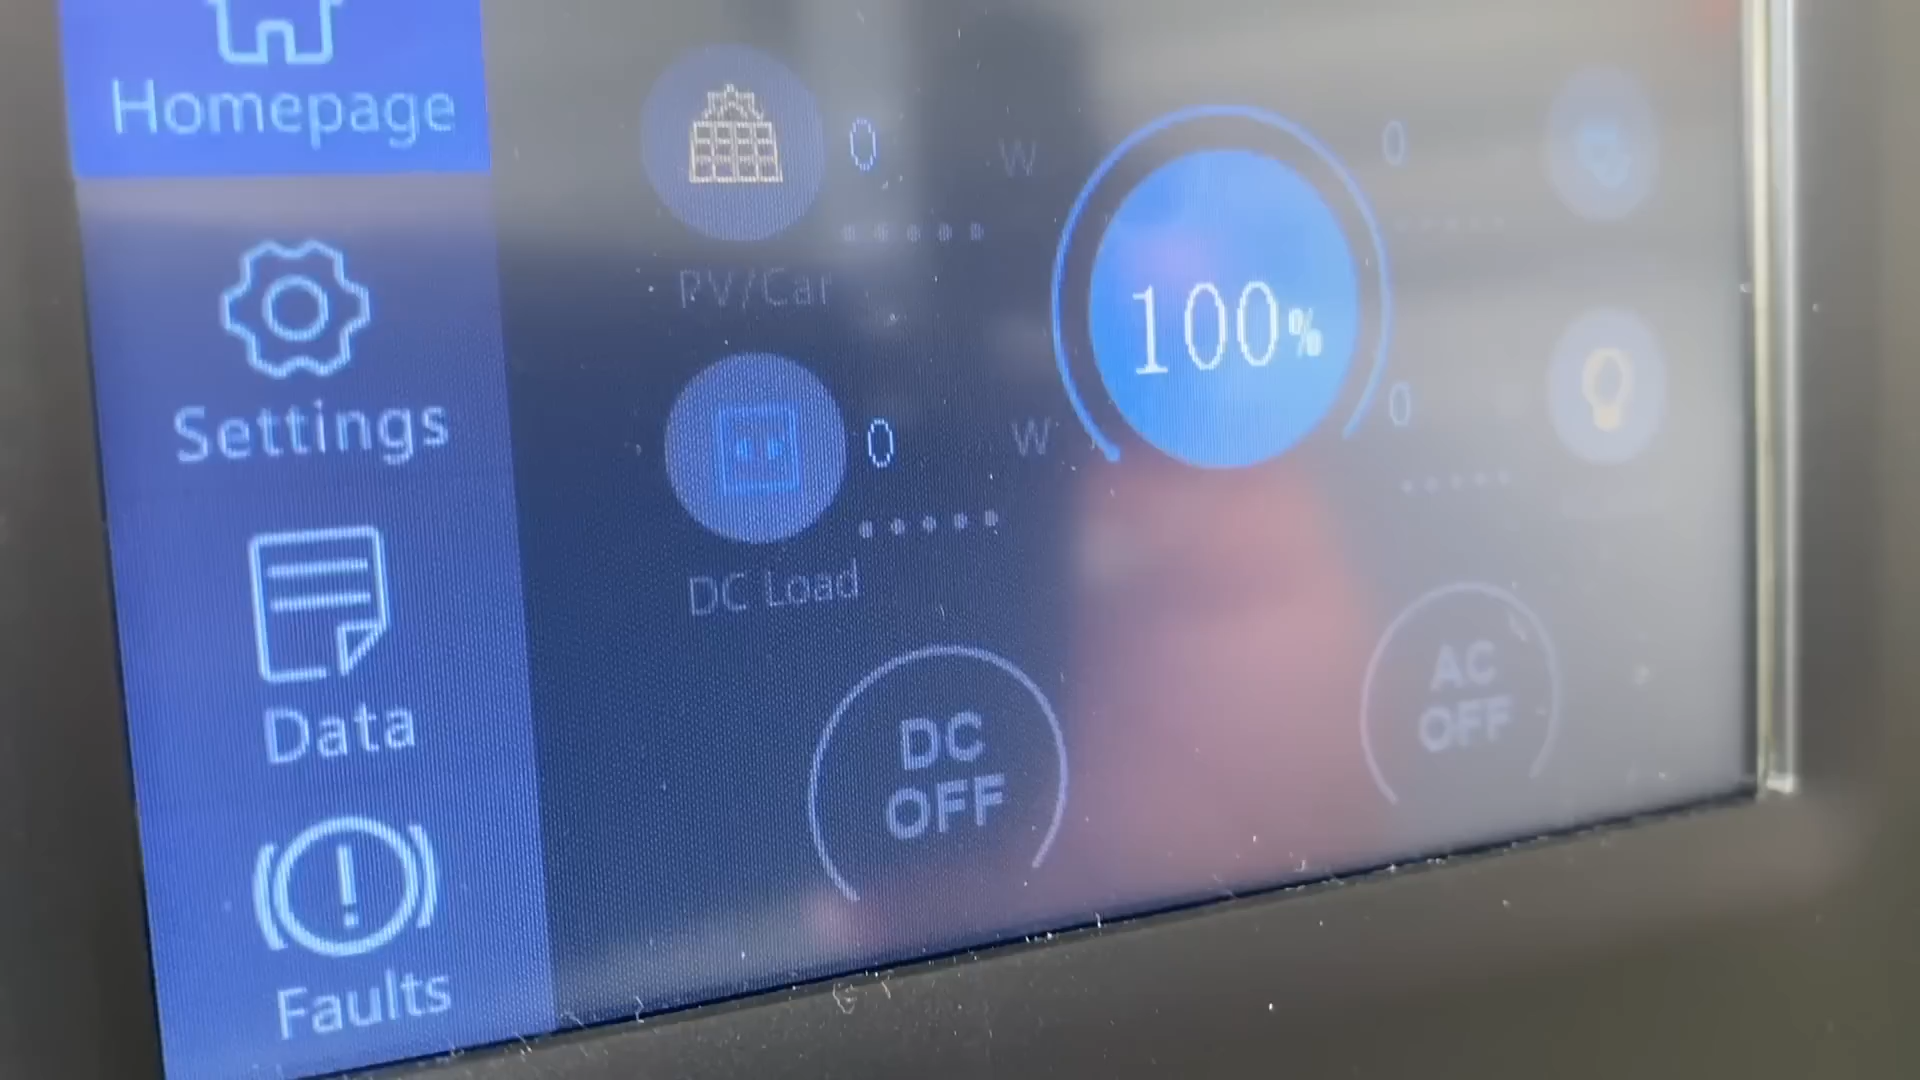 Homepage
Settings
Data
Faults
0 W
PV/Car
0 W
DC Load
100%
0
0
DC
OFF
AC
OFF